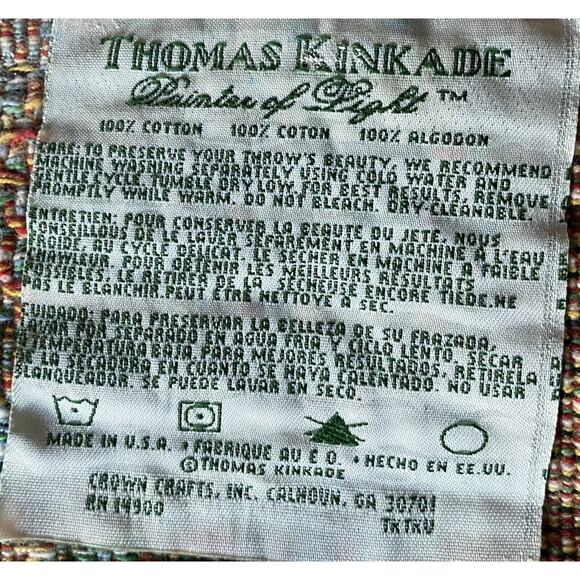 THOMAS KINKADE
Painter of Light ™
100% COTTON 100% COTON 100% ALGODON
CARE: TO PRESERVE YOUR THROW'S BEAUTY, WE RECOMMEND
MACHINE WASHING SEPARATELY USING COLD WATER AND
GENTLE CYCLE. TUMBLE DRY LOW. FOR BEST RESULTS, REMOVE
PROMPTLY WHILE WARM. DO NOT BLEACH. DRY-CLEANABLE.
ENTRETIEN: POUR CONSERVER LA BEAUTE DU JETE, NOUS
CONSEILLOUS DE LE LAVER SEPAREMENT EN MACHINE A L'EAU
FROIDE, AU CYCLE DELICAT. LE SECHER EN MACHINE A FAIBLE
CHAWLEUR. POUR OBTENIR LES MEILLEURS RESULTATS
POSSIBLES. LE RETIRER DE LA SECHEUSE ENCORE TIEDE. NE
PAS LE BLANCHIR. PEUT ETRE NETTOYE A SEC.
CUIDADO: PARA PRESERVAR LA BELLEZA DE SU FRAZADA,
LAVAR POR SEPARADO EN AGUA FRIA Y CICLO LENTO. SECAR
A TEMPERATURA BAJA. PARA MEJORES RESULTADOS, RETIRELA
DE LA SECADORA EN CUANTO SE HAYA CALENTADO. NO USAR
BLANQUEADOR. SE PUEDE LAVAR EN SECO.
MADE IN U.S.A. • FABRIQUE AU E O. • HECHO EN EE.UU.
©THOMAS KINKADE
CROWN CRAFTS, INC. CALHOUN, GA 30701
RN 14900 TKTKU